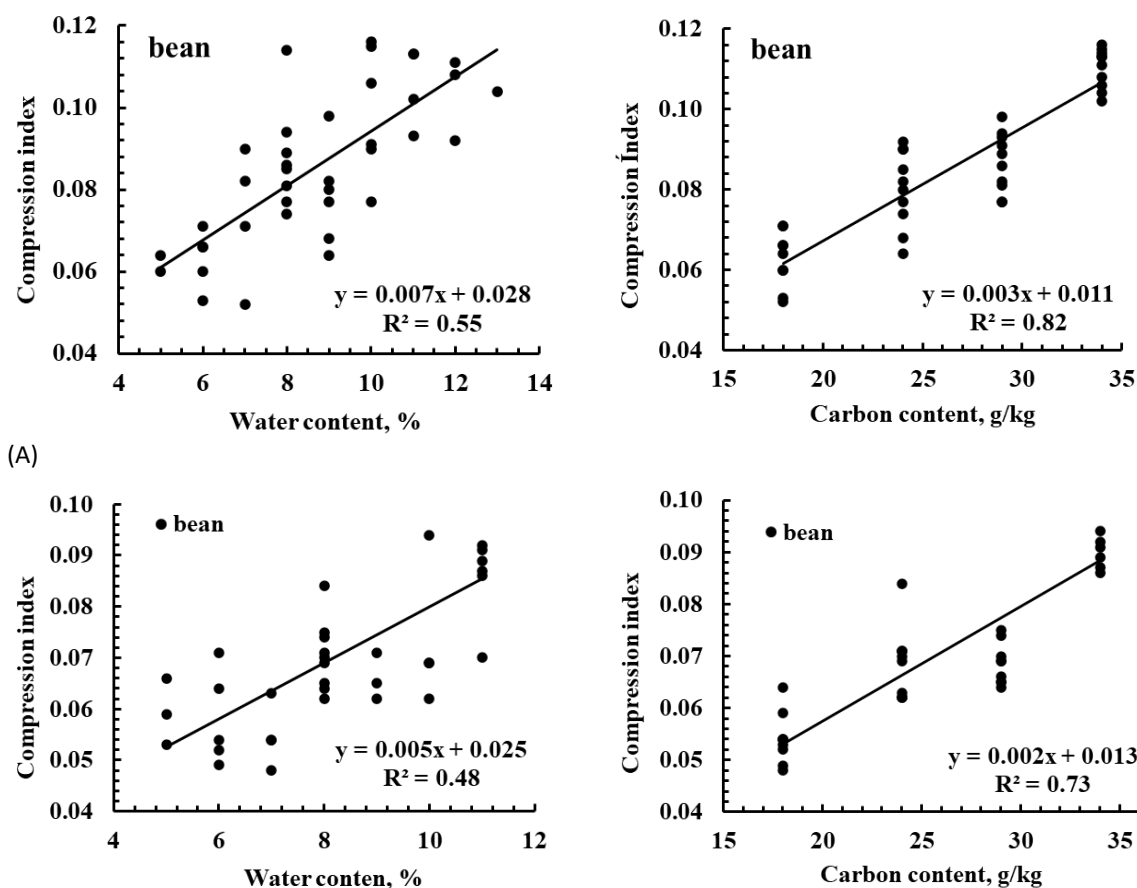 0.12
0.10
0.08
0.06
0.04
Compression index
bean
y = 0.007x + 0.028
R² = 0.55
4 6 8 10 12 14
Water content, %
0.12
0.10
0.08
0.06
0.04
Compression Índex
bean
y = 0.003x + 0.011
R² = 0.82
15 20 25 30 35
Carbon content, g/kg
(A)
0.10
0.09
0.08
0.07
0.06
0.05
0.04
Compression index
bean
y = 0.005x + 0.025
R² = 0.48
4 6 8 10 12
Water conten, %
0.10
0.09
0.08
0.07
0.06
0.05
0.04
Compression index
bean
y = 0.002x + 0.013
R² = 0.73
15 20 25 30 35
Carbon content, g/kg